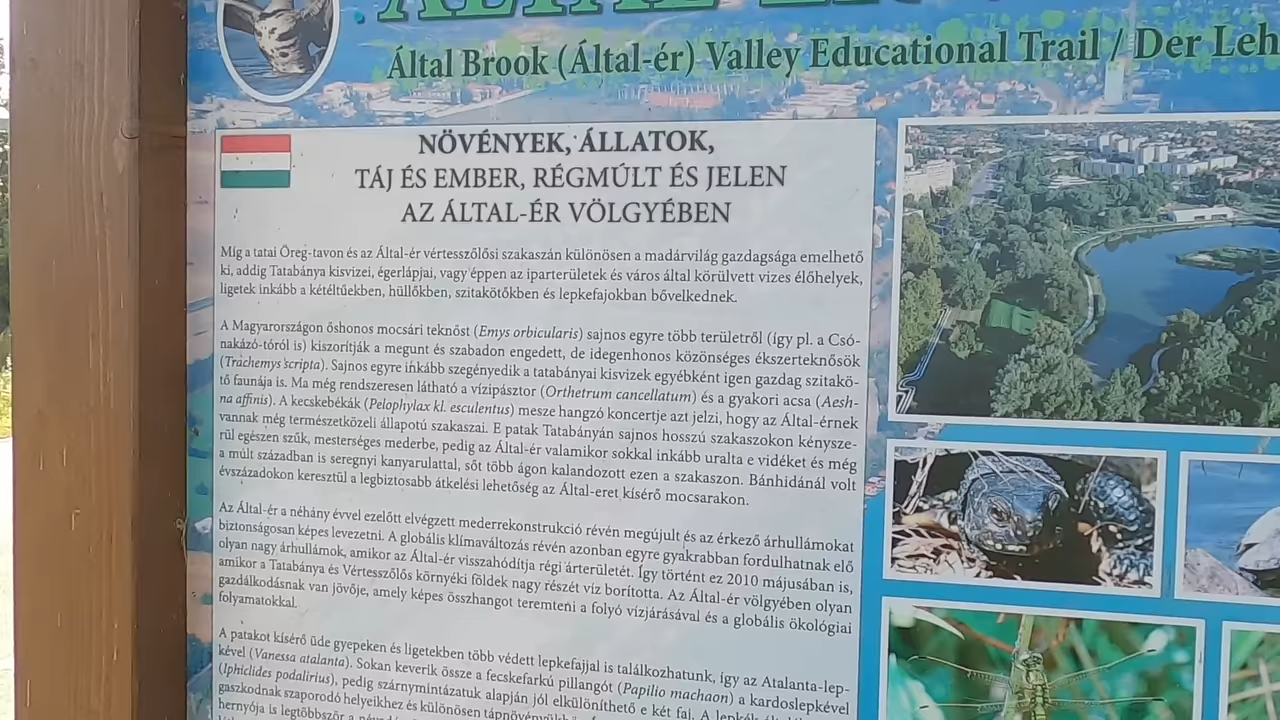 Által Brook (Által-ér) Valley Educational Trail / Der Leh
NÖVÉNYEK, ÁLLATOK,
TÁJ ÉS EMBER, RÉGMÚLT ÉS JELEN
AZ ÁLTAL-ÉR VÖLGYÉBEN
Míg a tatai Öreg-tavon és az Által-ér vértesszőlősi szakaszán különösen a madárvilág gazdagsága emelhető
ki, addig Tatabánya kisvizei, égerlápjai, vagy éppen az iparterületek és város által körülvett vizes élőhelyek,
ligetek inkább a kétéltűekben, hüllőkben, szitakötőkben és lepkefajokban bővelkednek.
A Magyarországon őshonos mocsári teknőst (Emys orbicularis) sajnos egyre több területről (így pl. a Csó-
nakázó-tóról is) kiszorítják a megunt és szabadon engedett, de idegenhonos közönséges ékszerteknősök
(Trachemys scripta). Sajnos egyre inkább szegényedik a tatabányai kisvizek egyébként igen gazdag szitakö-
tő faunája is. Ma még rendszeresen látható a vízipásztor (Orthetrum cancellatum) és a gyakori acsa (Aesh-
na affinis). A kecskebékák (Pelophylax kl. esculentus) messze hangzó koncertje azt jelzi, hogy az Által-érnek
vannak még természetközeli állapotú szakaszai. E patak Tatabányán sajnos hosszú szakaszokon kénysze-
rül egészen szűk, mesterséges mederbe, pedig az Által-ér valamikor sokkal inkább uralta e vidéket és még
a múlt században is seregnyi kanyarulattal, sőt több ágon kalandozott ezen a szakaszon. Bánhidánál volt
évszázadokon keresztül a legbiztosabb átkelési lehetőség az Által-eret kísérő mocsarakon.
Az Által-ér a néhány évvel ezelőtt elvégzett mederrekonstrukció révén megújult és az érkező árhullámokat
biztonságosan képes levezetni. A globális klímaváltozás révén azonban egyre gyakrabban fordulhatnak elő
olyan nagy árhullámok, amikor az Által-ér visszahódítja régi árterületét. Így történt ez 2010 májusában is,
amikor a Tatabánya és Vértesszőlős környéki földek nagy részét víz borította. Az Által-ér völgyében olyan
gazdálkodásnak van jövője, amely képes összhangot teremteni a folyó vízjárásával és a globális ökológiai
folyamatokkal.
A patakot kísérő üde gyepeken és ligetekben több védett lepkefajjal is találkozhatunk, így az Atalanta-lep-
kével (Vanessa atalanta). Sokan keverik össze a fecskefarkú pillangót (Papilio machaon) a kardoslepkével
(Iphiclides podalirius), pedig szárnymintázatuk alapján jól elkülöníthető e két faj. A lepkék
gaszkodnak szaporodó helyeikhez és különösen
hernyója is legtöbbször a